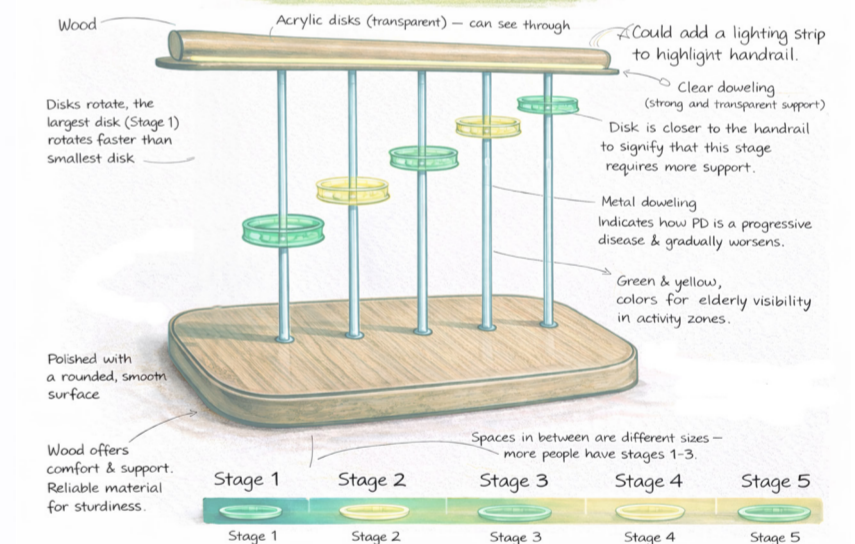 Wood
Acrylic disks (transparent) — can see through
Could add a lighting strip
to highlight handrail.
Clear doweling
(strong and transparent support)
Disks rotate, the
largest disk (Stage 1)
rotates faster than
smallest disk
Disk is closer to the handrail
to signify that this stage
requires more support.
Metal doweling
Indicates how PD is a progressive
disease & gradually worsens.
Green & yellow,
colors for elderly visibility
in activity zones.
Polished with
a rounded, smooth
surface
Wood offers
comfort & support.
Reliable material
for sturdiness.
Spaces in between are different sizes —
more people have stages 1-3.
Stage 1 Stage 2 Stage 3 Stage 4 Stage 5
Stage 1 Stage 2 Stage 3 Stage 4 Stage 5